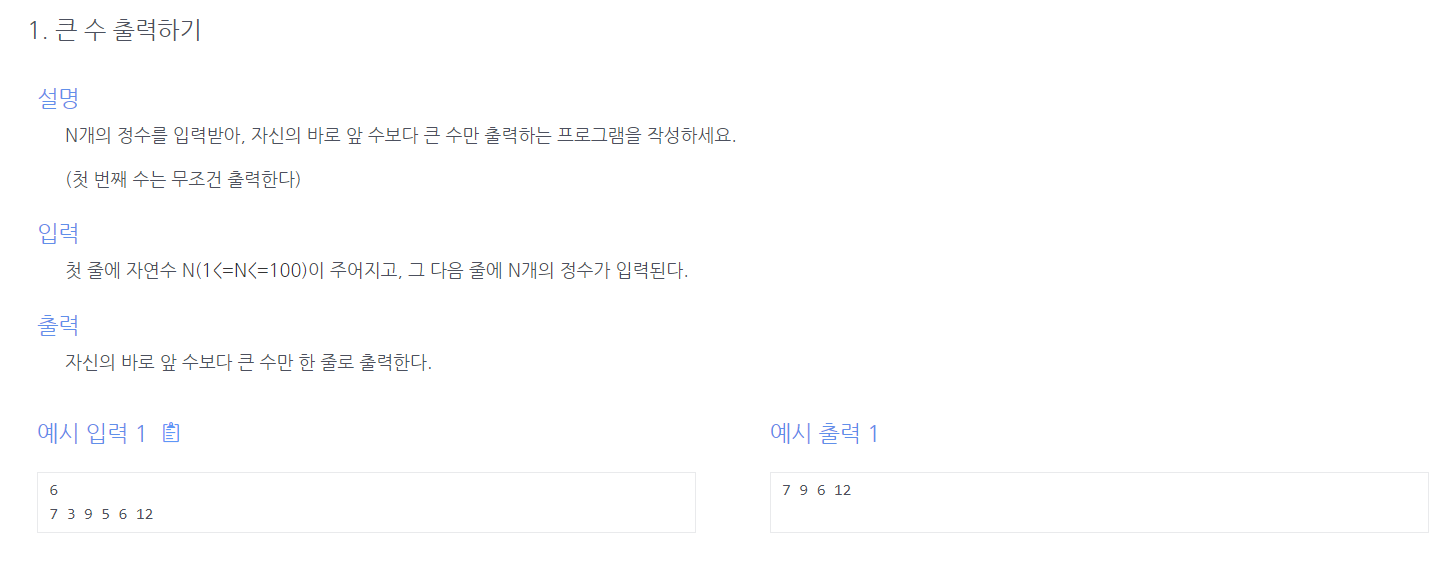 1. 큰 수 출력하기
설명
N개의 정수를 입력받아, 자신의 바로 앞 수보다 큰 수만 출력하는 프로그램을 작성하세요.
(첫 번째 수는 무조건 출력한다)
입력
첫 줄에 자연수 N(1<=N<=100)이 주어지고, 그 다음 줄에 N개의 정수가 입력된다.
출력
자신의 바로 앞 수보다 큰 수만 한 줄로 출력한다.
예시 입력 1
6
7 3 9 5 6 12
예시 출력 1
7 9 6 12